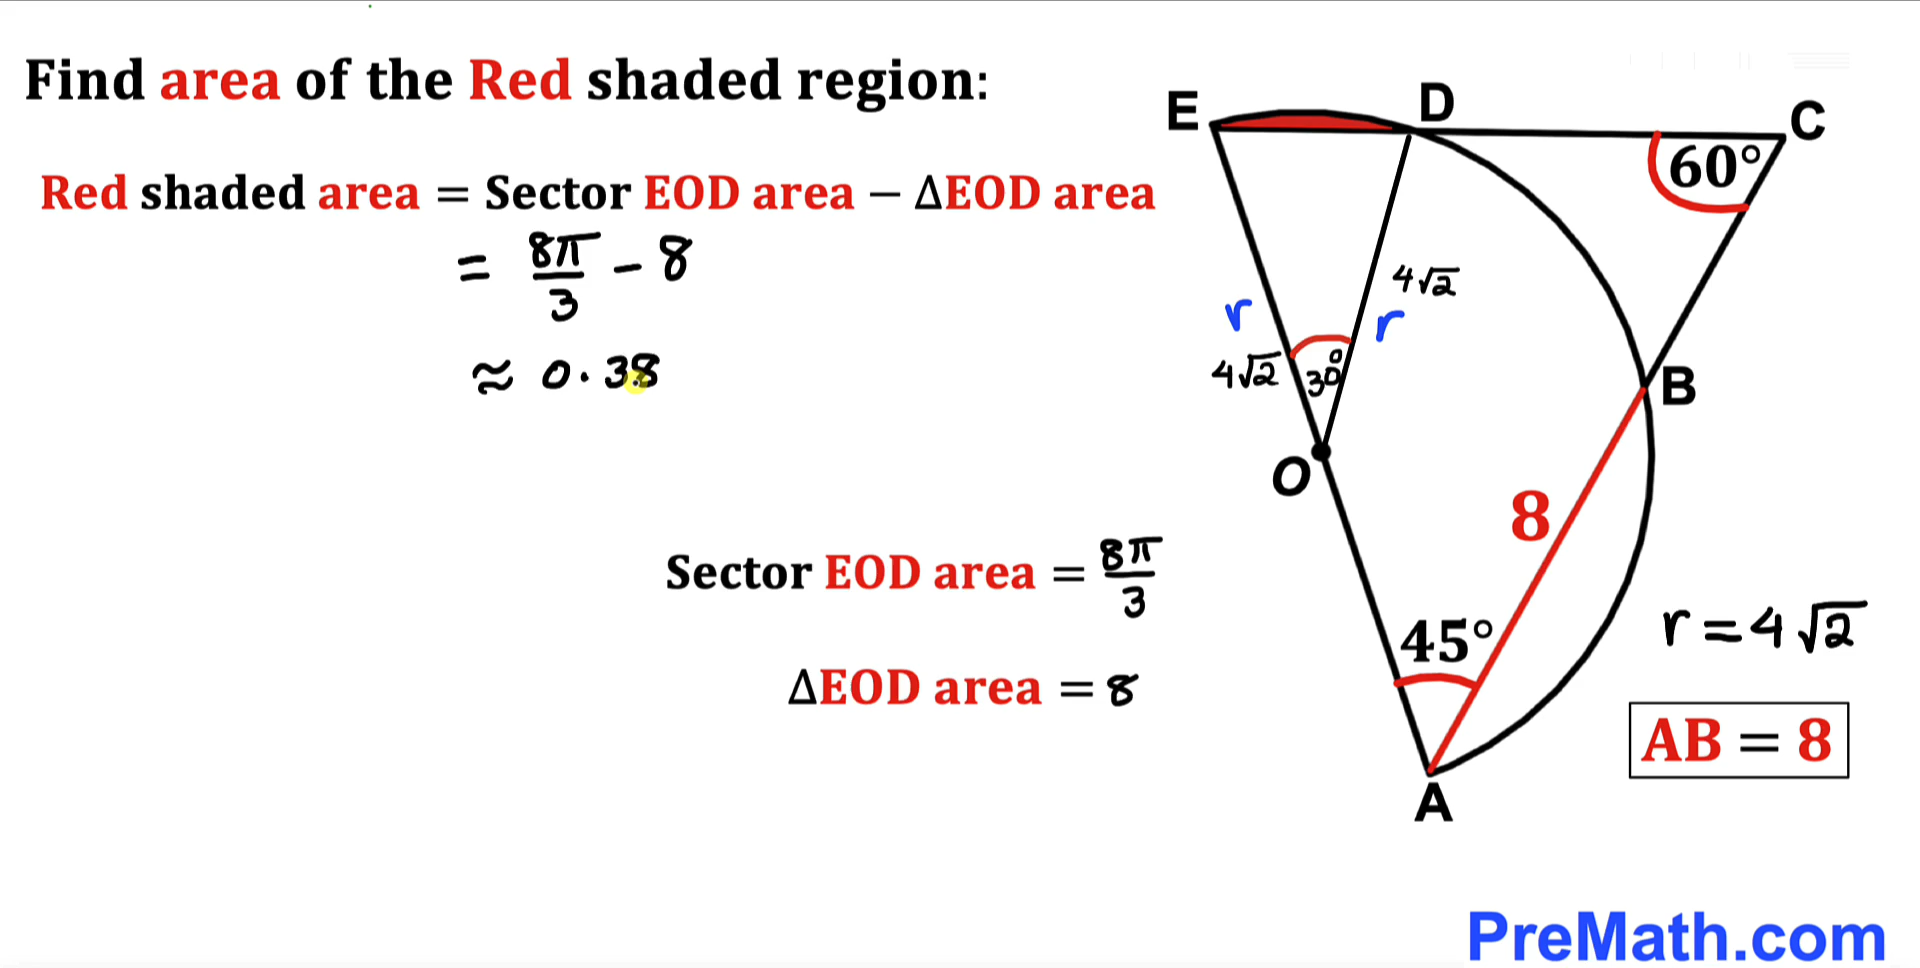 Find area of the Red shaded region:
Red shaded area = Sector EOD area − ΔEOD area
= 8π/3 − 8
≈ 0.38
Sector EOD area = 8π/3
ΔEOD area = 8
E
D
C
60°
4√2
r
r
4√2
30°
B
O
8
45°
r = 4√2
AB = 8
A
PreMath.com